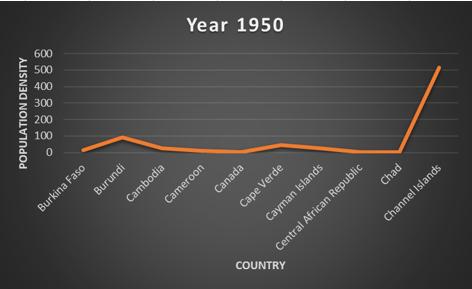 Year 1950
POPULATION DENSITY
600
500
400
300
200
100
0
Burkina Faso
Burundi
Cambodia
Cameroon
Canada
Cape Verde
Cayman Islands
Central African Republic
Chad
Channel Islands
COUNTRY